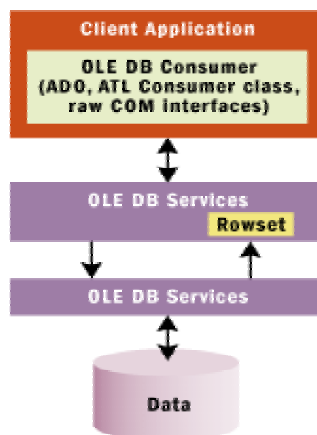 Client Application
OLE DB Consumer
(ADO, ATL Consumer class,
raw COM interfaces)
OLE DB Services
Rowset
OLE DB Services
Data